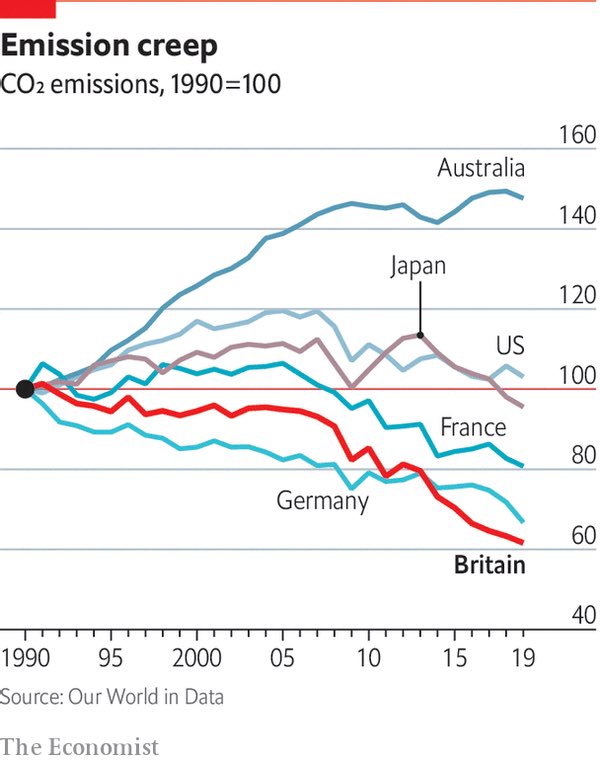 Emission creep
CO₂ emissions, 1990=100
160
Australia
140
Japan
120
US
100
France
80
Germany
60
Britain
40
1990 95 2000 05 10 15 19
Source: Our World in Data
The Economist